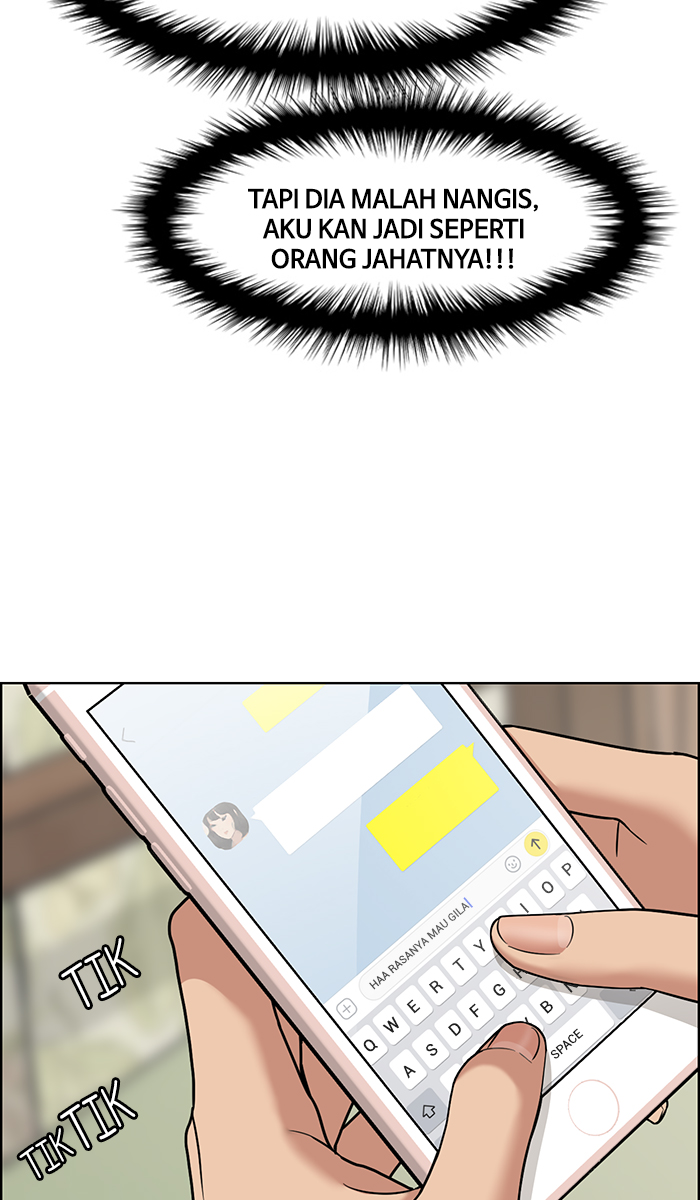 TAPI DIA MALAH NANGIS,
AKU KAN JADI SEPERTI
ORANG JAHATNYA!!!
HAA RASANYA MAU GILA
Q W E R T Y I O P
A S D F G H
Y B N
SPACE
TIK
TIK TIK